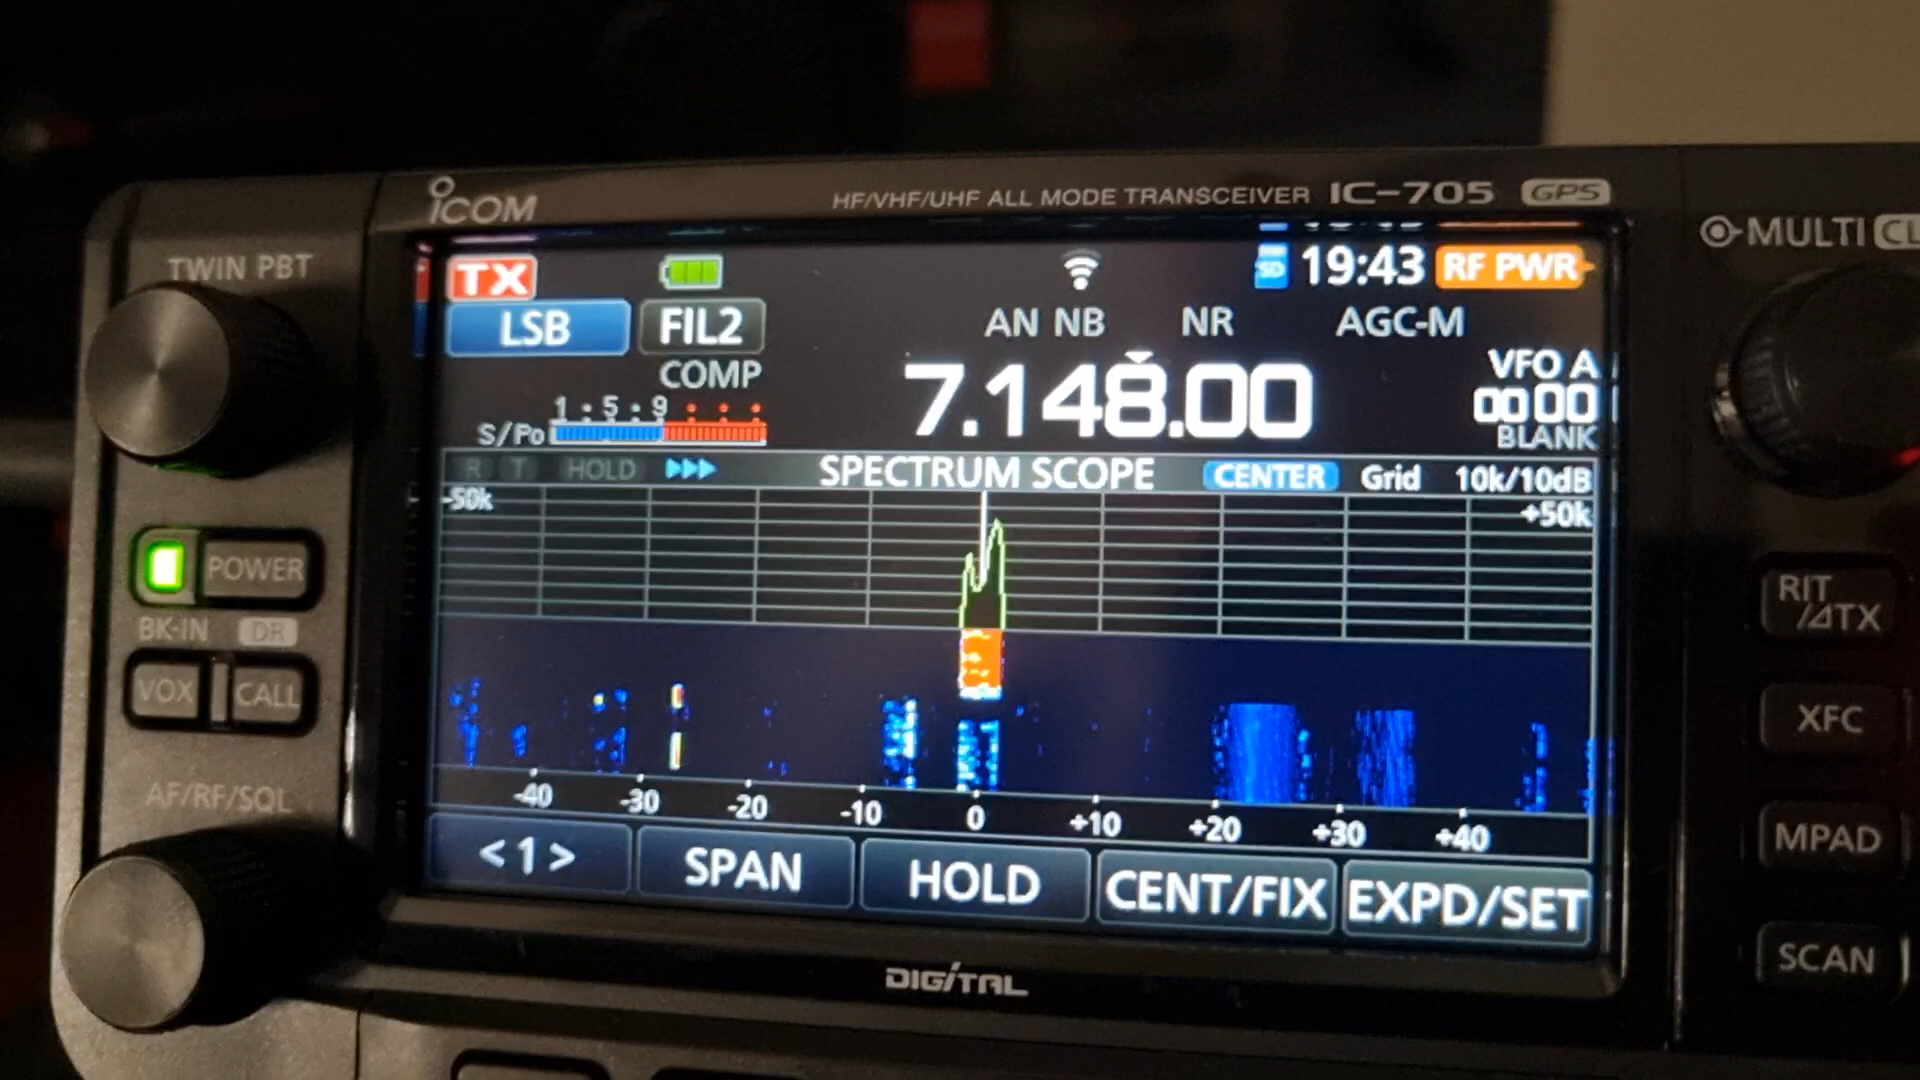 ICOM
HF/VHF/UHF ALL MODE TRANSCEIVER IC-705 GPS
TWIN PBT
MULTI
TX
SD 19:43 RF PWR
LSB FIL2 AN NB NR AGC-M
COMP
7.148.00
VFO A
0000
BLANK
1 : 5 : 9
S/Po
R T HOLD SPECTRUM SCOPE CENTER Grid 10k/10dB
-50k +50k
POWER
BK-IN DR
VOX CALL
AF/RF/SQL
-40 -30 -20 -10 0 +10 +20 +30 +40
<1> SPAN HOLD CENT/FIX EXPD/SET
DIGITAL
RIT
/ΔTX
XFC
MPAD
SCAN